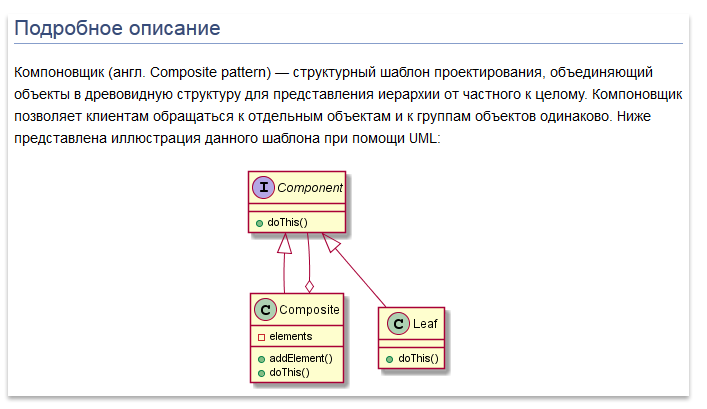 Подробное описание
Компоновщик (англ. Composite pattern) — структурный шаблон проектирования, объединяющий
объекты в древовидную структуру для представления иерархии от частного к целому. Компоновщик
позволяет клиентам обращаться к отдельным объектам и к группам объектов одинаково. Ниже
представлена иллюстрация данного шаблона при помощи UML:
I Component
doThis()
C Composite
elements
addElement()
doThis()
C Leaf
doThis()